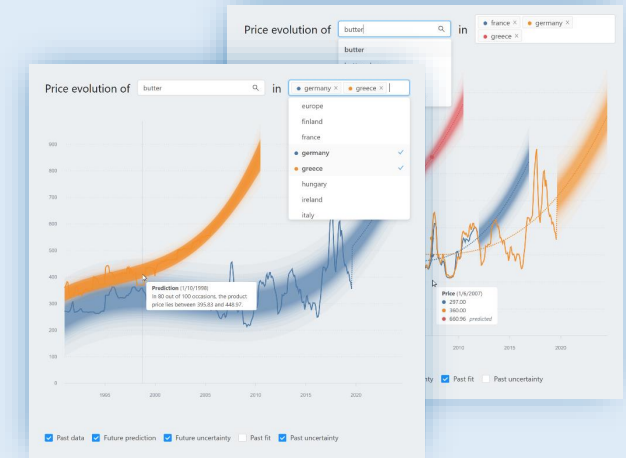 Price evolution of butter in france × germany ×
greece ×
butter
Price evolution of butter in germany × greece ×
europe
finland
france
germany
greece
hungary
ireland
italy
900
800
700
600
500
400
300
200
100
0
Prediction (1/10/1998)
In 80 out of 100 occasions, the product
price lies between 395.83 and 448.97.
1995 2000 2005 2010 2015 2020
Past data Future prediction Future uncertainty Past fit Past uncertainty
Price (1/6/2007)
297.00
360.00
660.96 predicted
2010 2015 2020
Past fit Past uncertainty